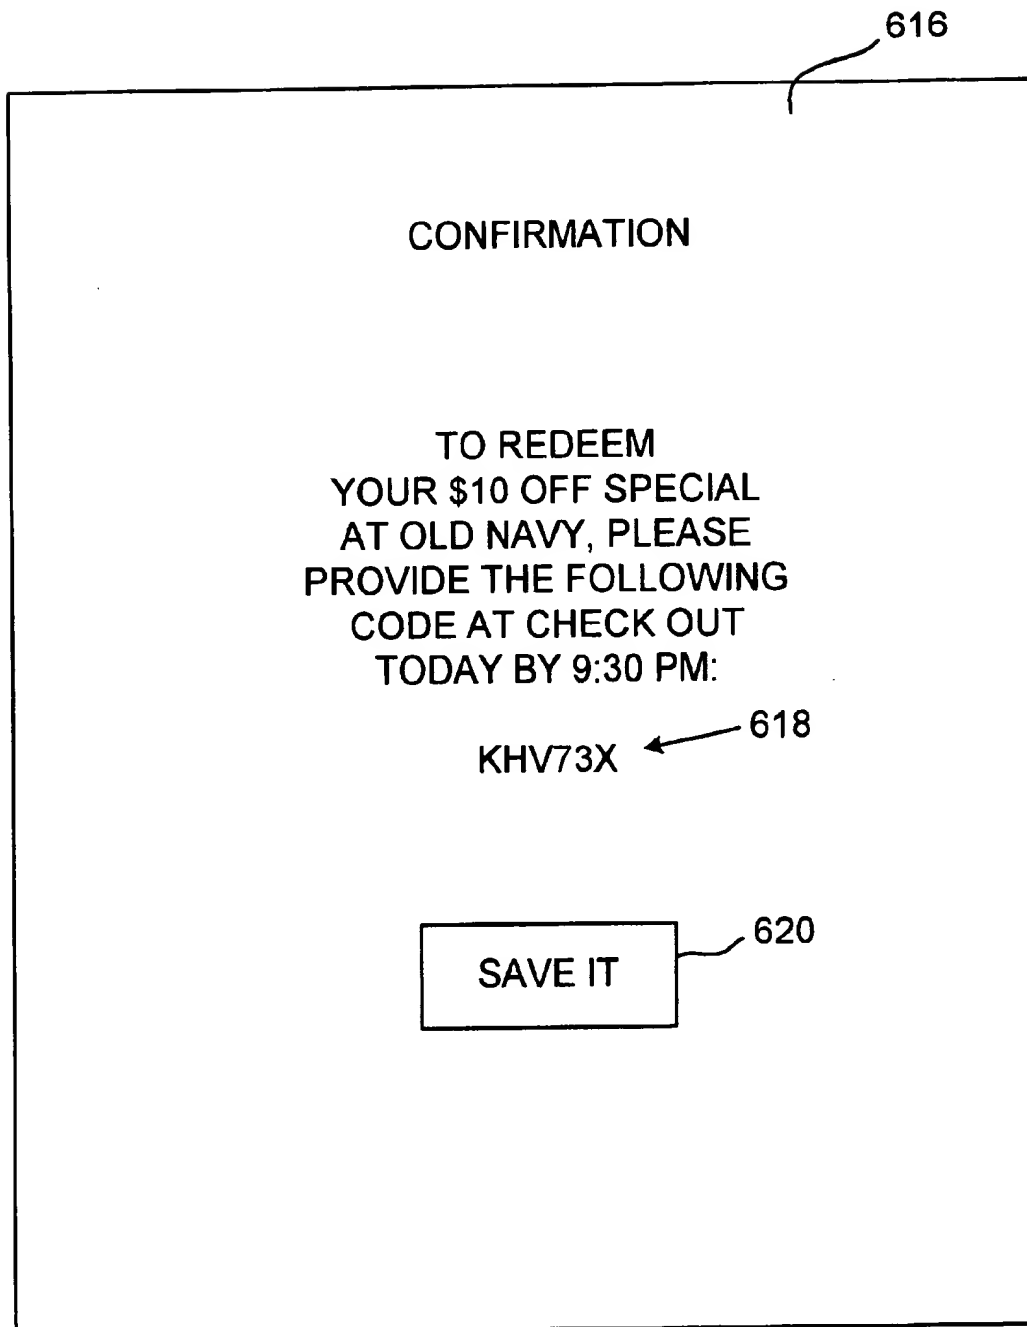 616
CONFIRMATION
TO REDEEM
YOUR $10 OFF SPECIAL
AT OLD NAVY, PLEASE
PROVIDE THE FOLLOWING
CODE AT CHECK OUT
TODAY BY 9:30 PM:
618
KHV73X
620
SAVE IT